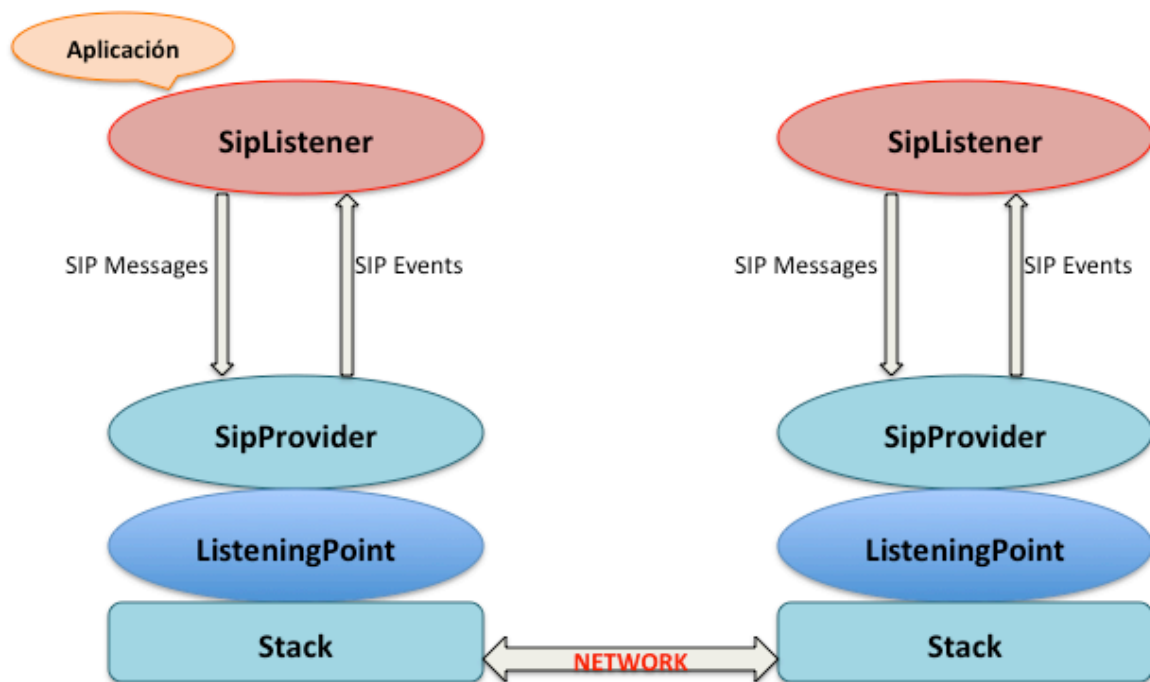 Aplicación
SipListener
SipListener
SIP Messages
SIP Events
SIP Messages
SIP Events
SipProvider
SipProvider
ListeningPoint
ListeningPoint
Stack
NETWORK
Stack